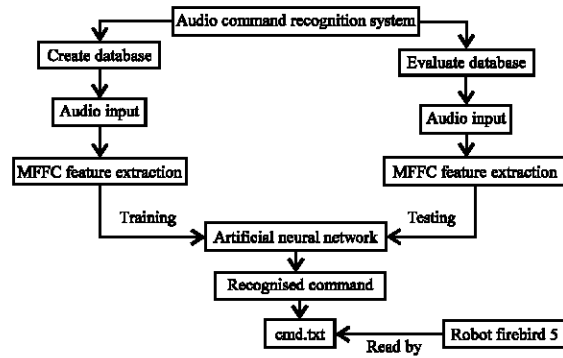 Audio command recognition system
Create database
Evaluate database
Audio input
Audio input
MFFC feature extraction
MFFC feature extraction
Training
Testing
Artificial neural network
Recognised command
cmd.txt
Robot firebird 5
Read by